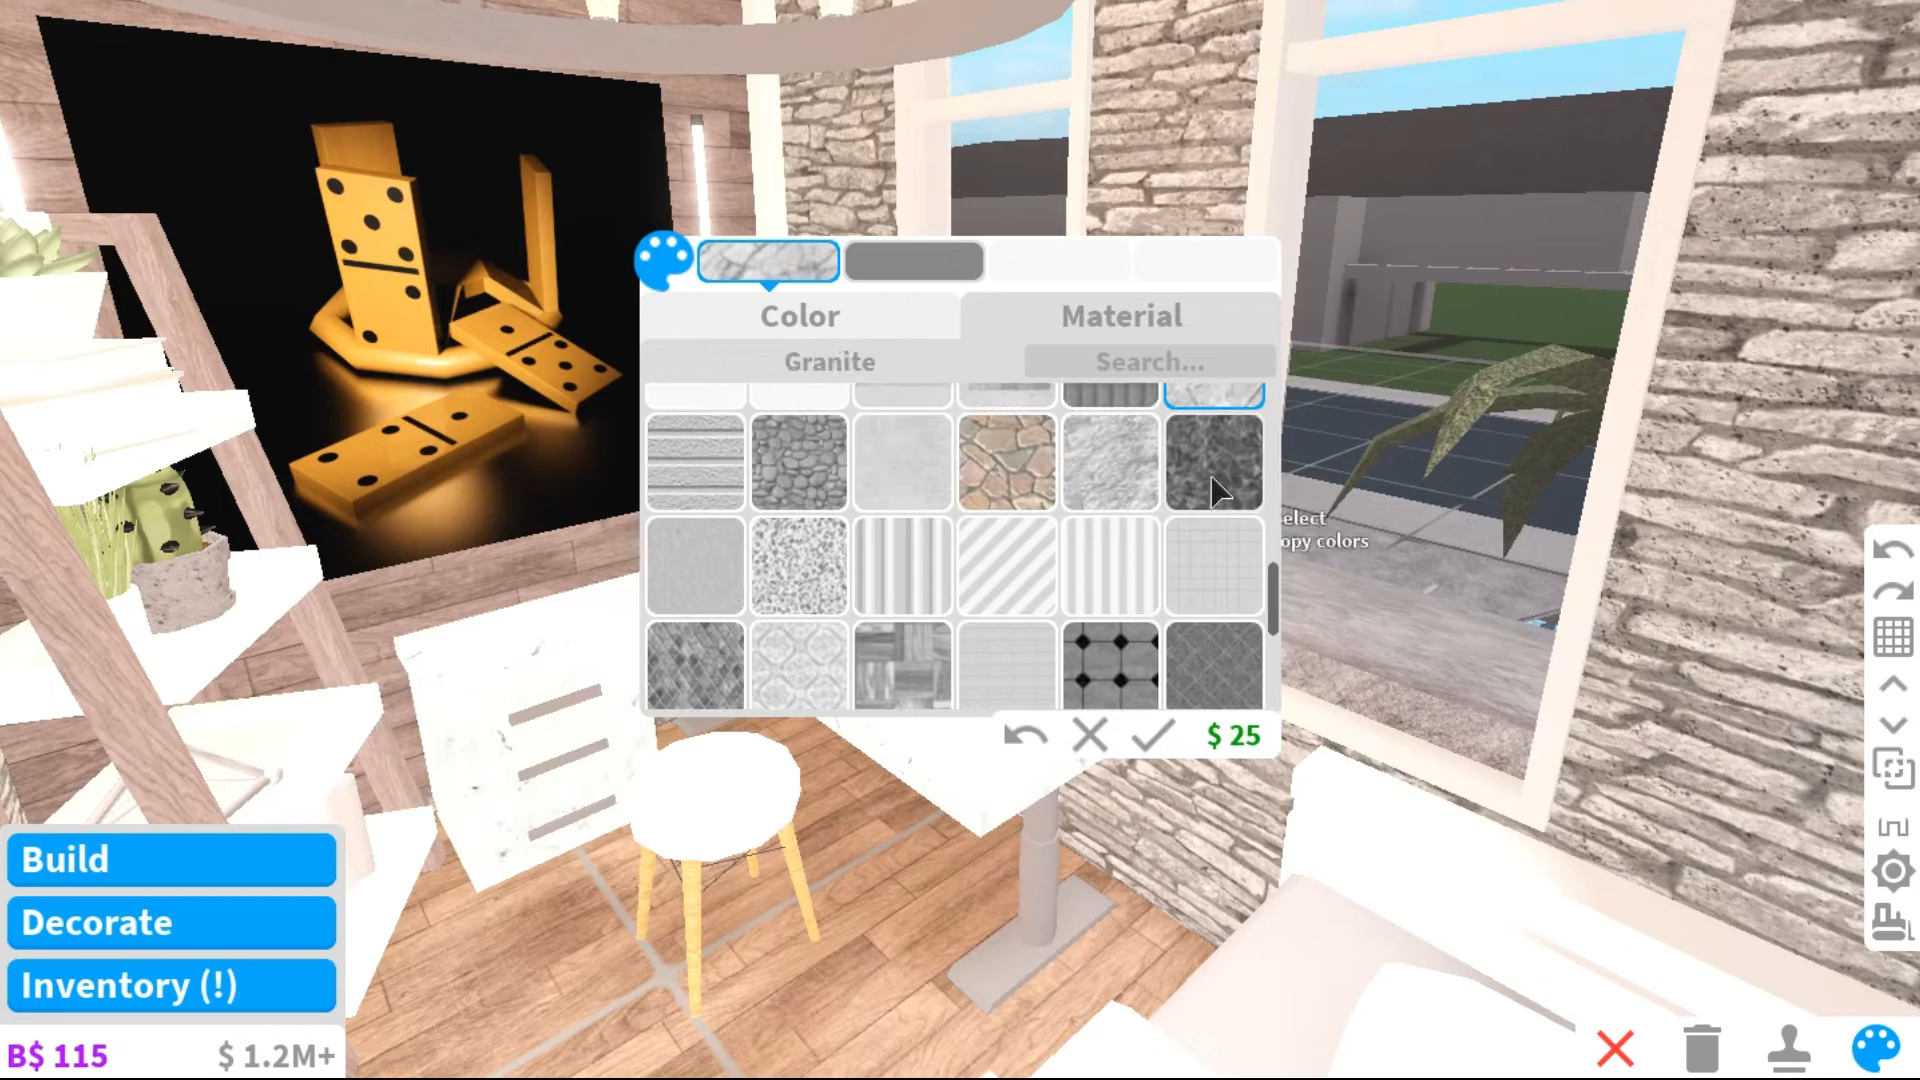 Color
Material
Granite
Search...
elect
opy colors
$ 25
Build
Decorate
Inventory (!)
B$ 115
$ 1.2M+